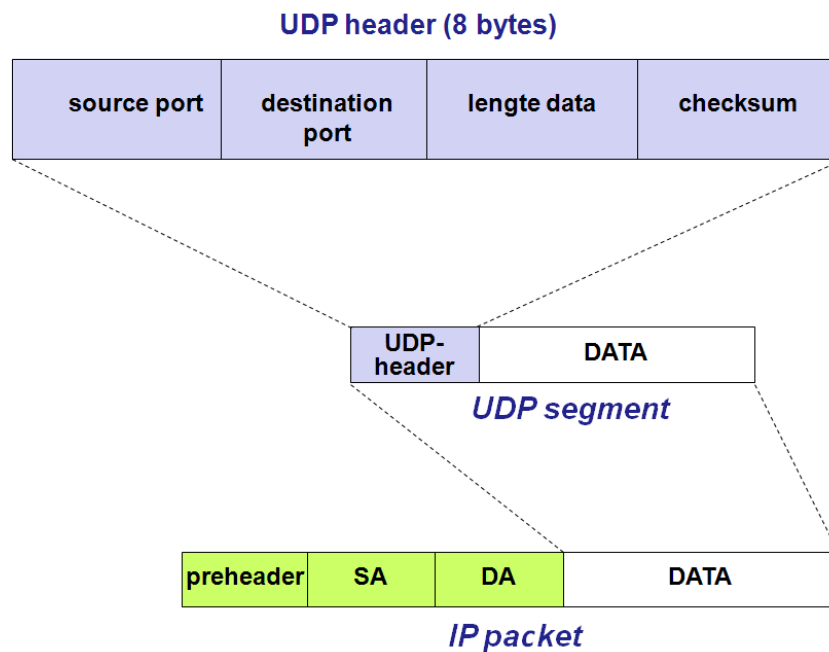 UDP header (8 bytes)
source port
destination
port
lengte data
checksum
UDP-
header
DATA
UDP segment
preheader
SA
DA
DATA
IP packet